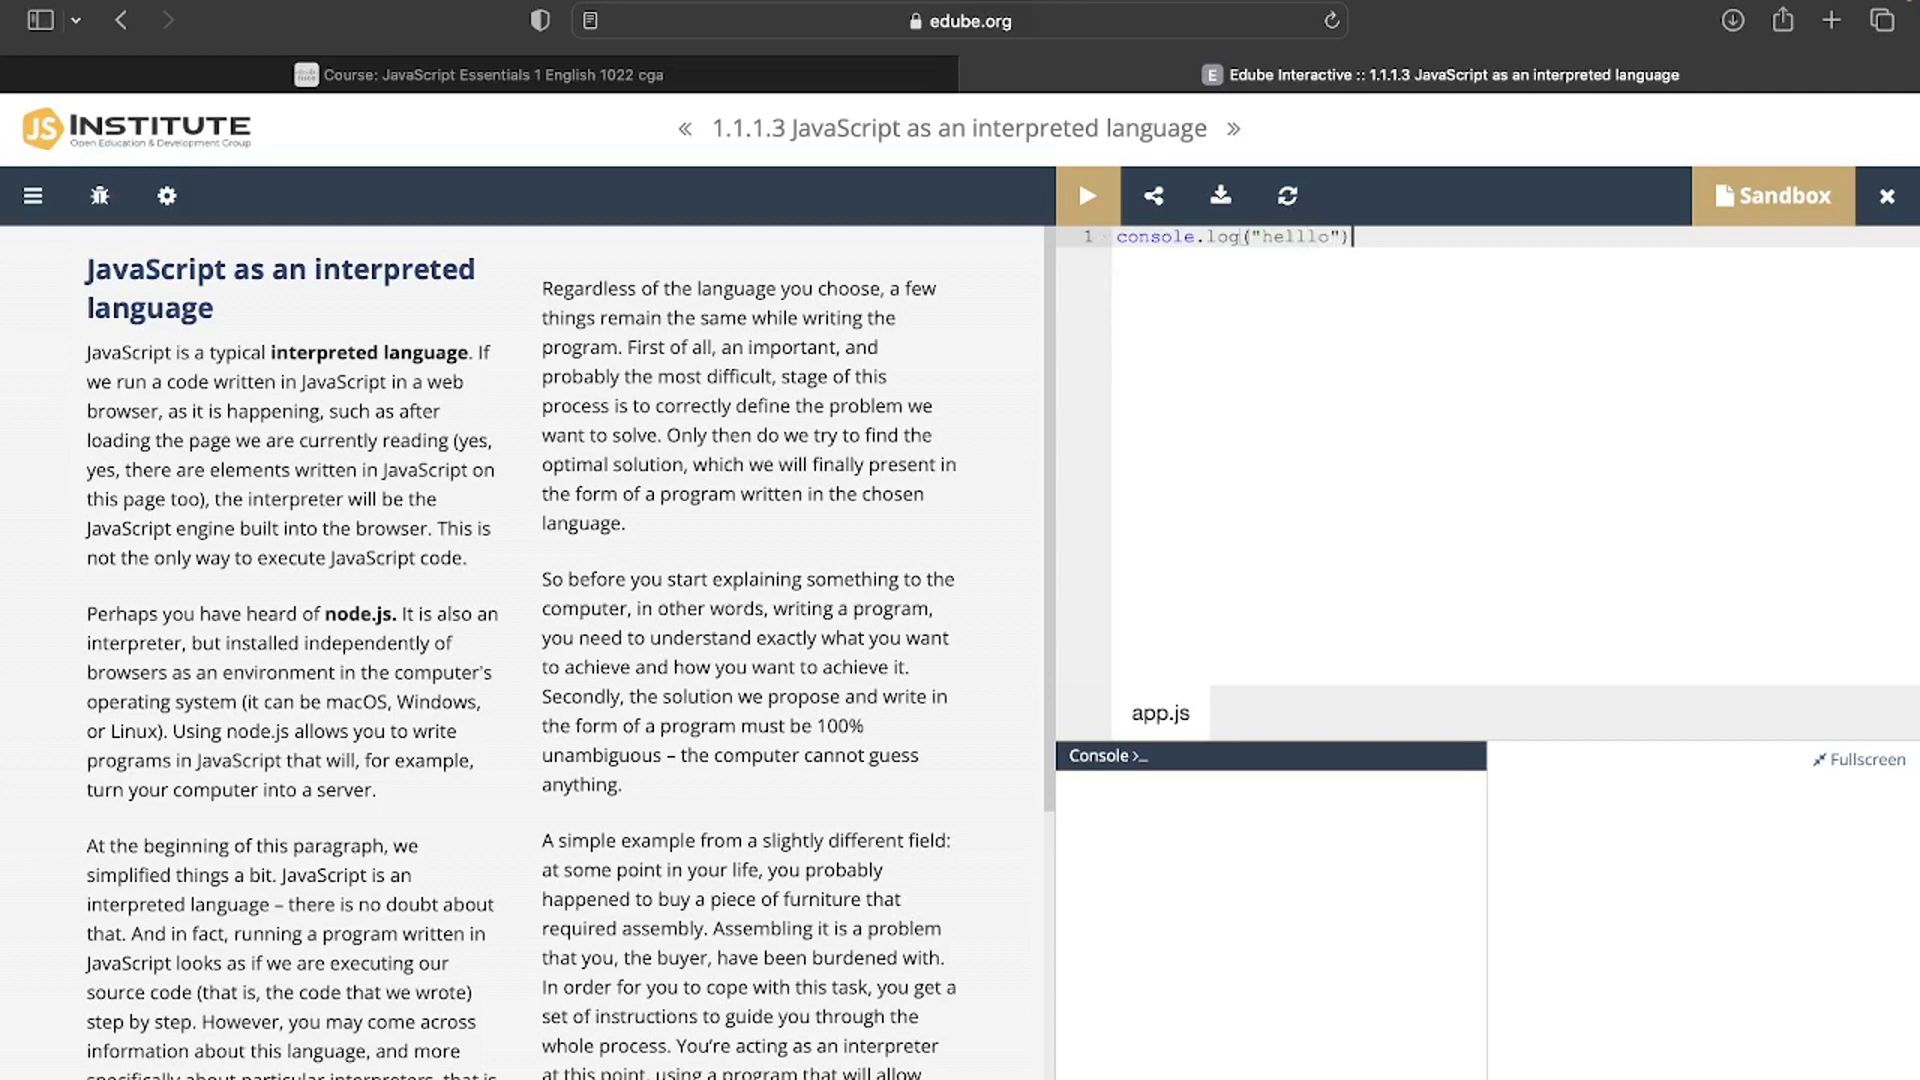 edube.org
Course: JavaScript Essentials 1 English 1022 cga
E Edube Interactive :: 1.1.1.3 JavaScript as an interpreted language
JS INSTITUTE
Open Education & Development Group
« 1.1.1.3 JavaScript as an interpreted language »
Sandbox
JavaScript as an interpreted
language
JavaScript is a typical interpreted language. If
we run a code written in JavaScript in a web
browser, as it is happening, such as after
loading the page we are currently reading (yes,
yes, there are elements written in JavaScript on
this page too), the interpreter will be the
JavaScript engine built into the browser. This is
not the only way to execute JavaScript code.
Perhaps you have heard of node.js. It is also an
interpreter, but installed independently of
browsers as an environment in the computer's
operating system (it can be macOS, Windows,
or Linux). Using node.js allows you to write
programs in JavaScript that will, for example,
turn your computer into a server.
At the beginning of this paragraph, we
simplified things a bit. JavaScript is an
interpreted language – there is no doubt about
that. And in fact, running a program written in
JavaScript looks as if we are executing our
source code (that is, the code that we wrote)
step by step. However, you may come across
information about this language, and more
specifically about particular interpreters, that is
Regardless of the language you choose, a few
things remain the same while writing the
program. First of all, an important, and
probably the most difficult, stage of this
process is to correctly define the problem we
want to solve. Only then do we try to find the
optimal solution, which we will finally present in
the form of a program written in the chosen
language.
So before you start explaining something to the
computer, in other words, writing a program,
you need to understand exactly what you want
to achieve and how you want to achieve it.
Secondly, the solution we propose and write in
the form of a program must be 100%
unambiguous – the computer cannot guess
anything.
A simple example from a slightly different field:
at some point in your life, you probably
happened to buy a piece of furniture that
required assembly. Assembling it is a problem
that you, the buyer, have been burdened with.
In order for you to cope with this task, you get a
set of instructions to guide you through the
whole process. You're acting as an interpreter
at this point, using a program that will allow
1 console.log("helllo")
app.js
Console >_
Fullscreen